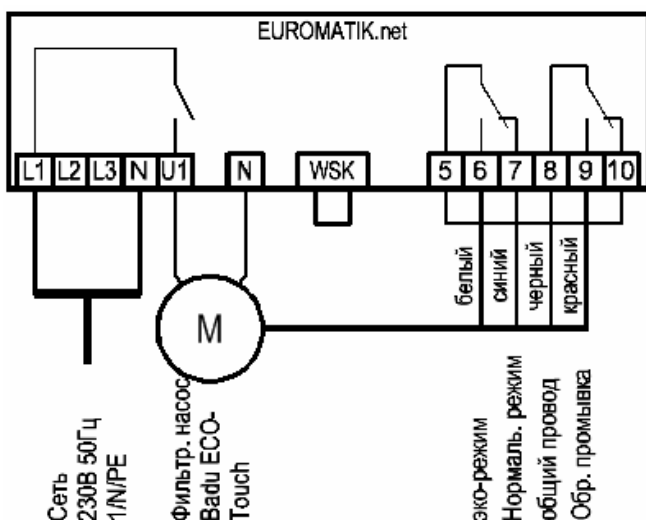 EUROMATIK.net
L1 L2 L3 N U1 N WSK 5 6 7 8 9 10
белый
синий
черный
красный
M
Сеть
230В 50Гц
1/N/PE
Фильтр. насос
Badu ECO-
Touch
эко-режим
Нормаль. режим
общий провод
Обр. промывка